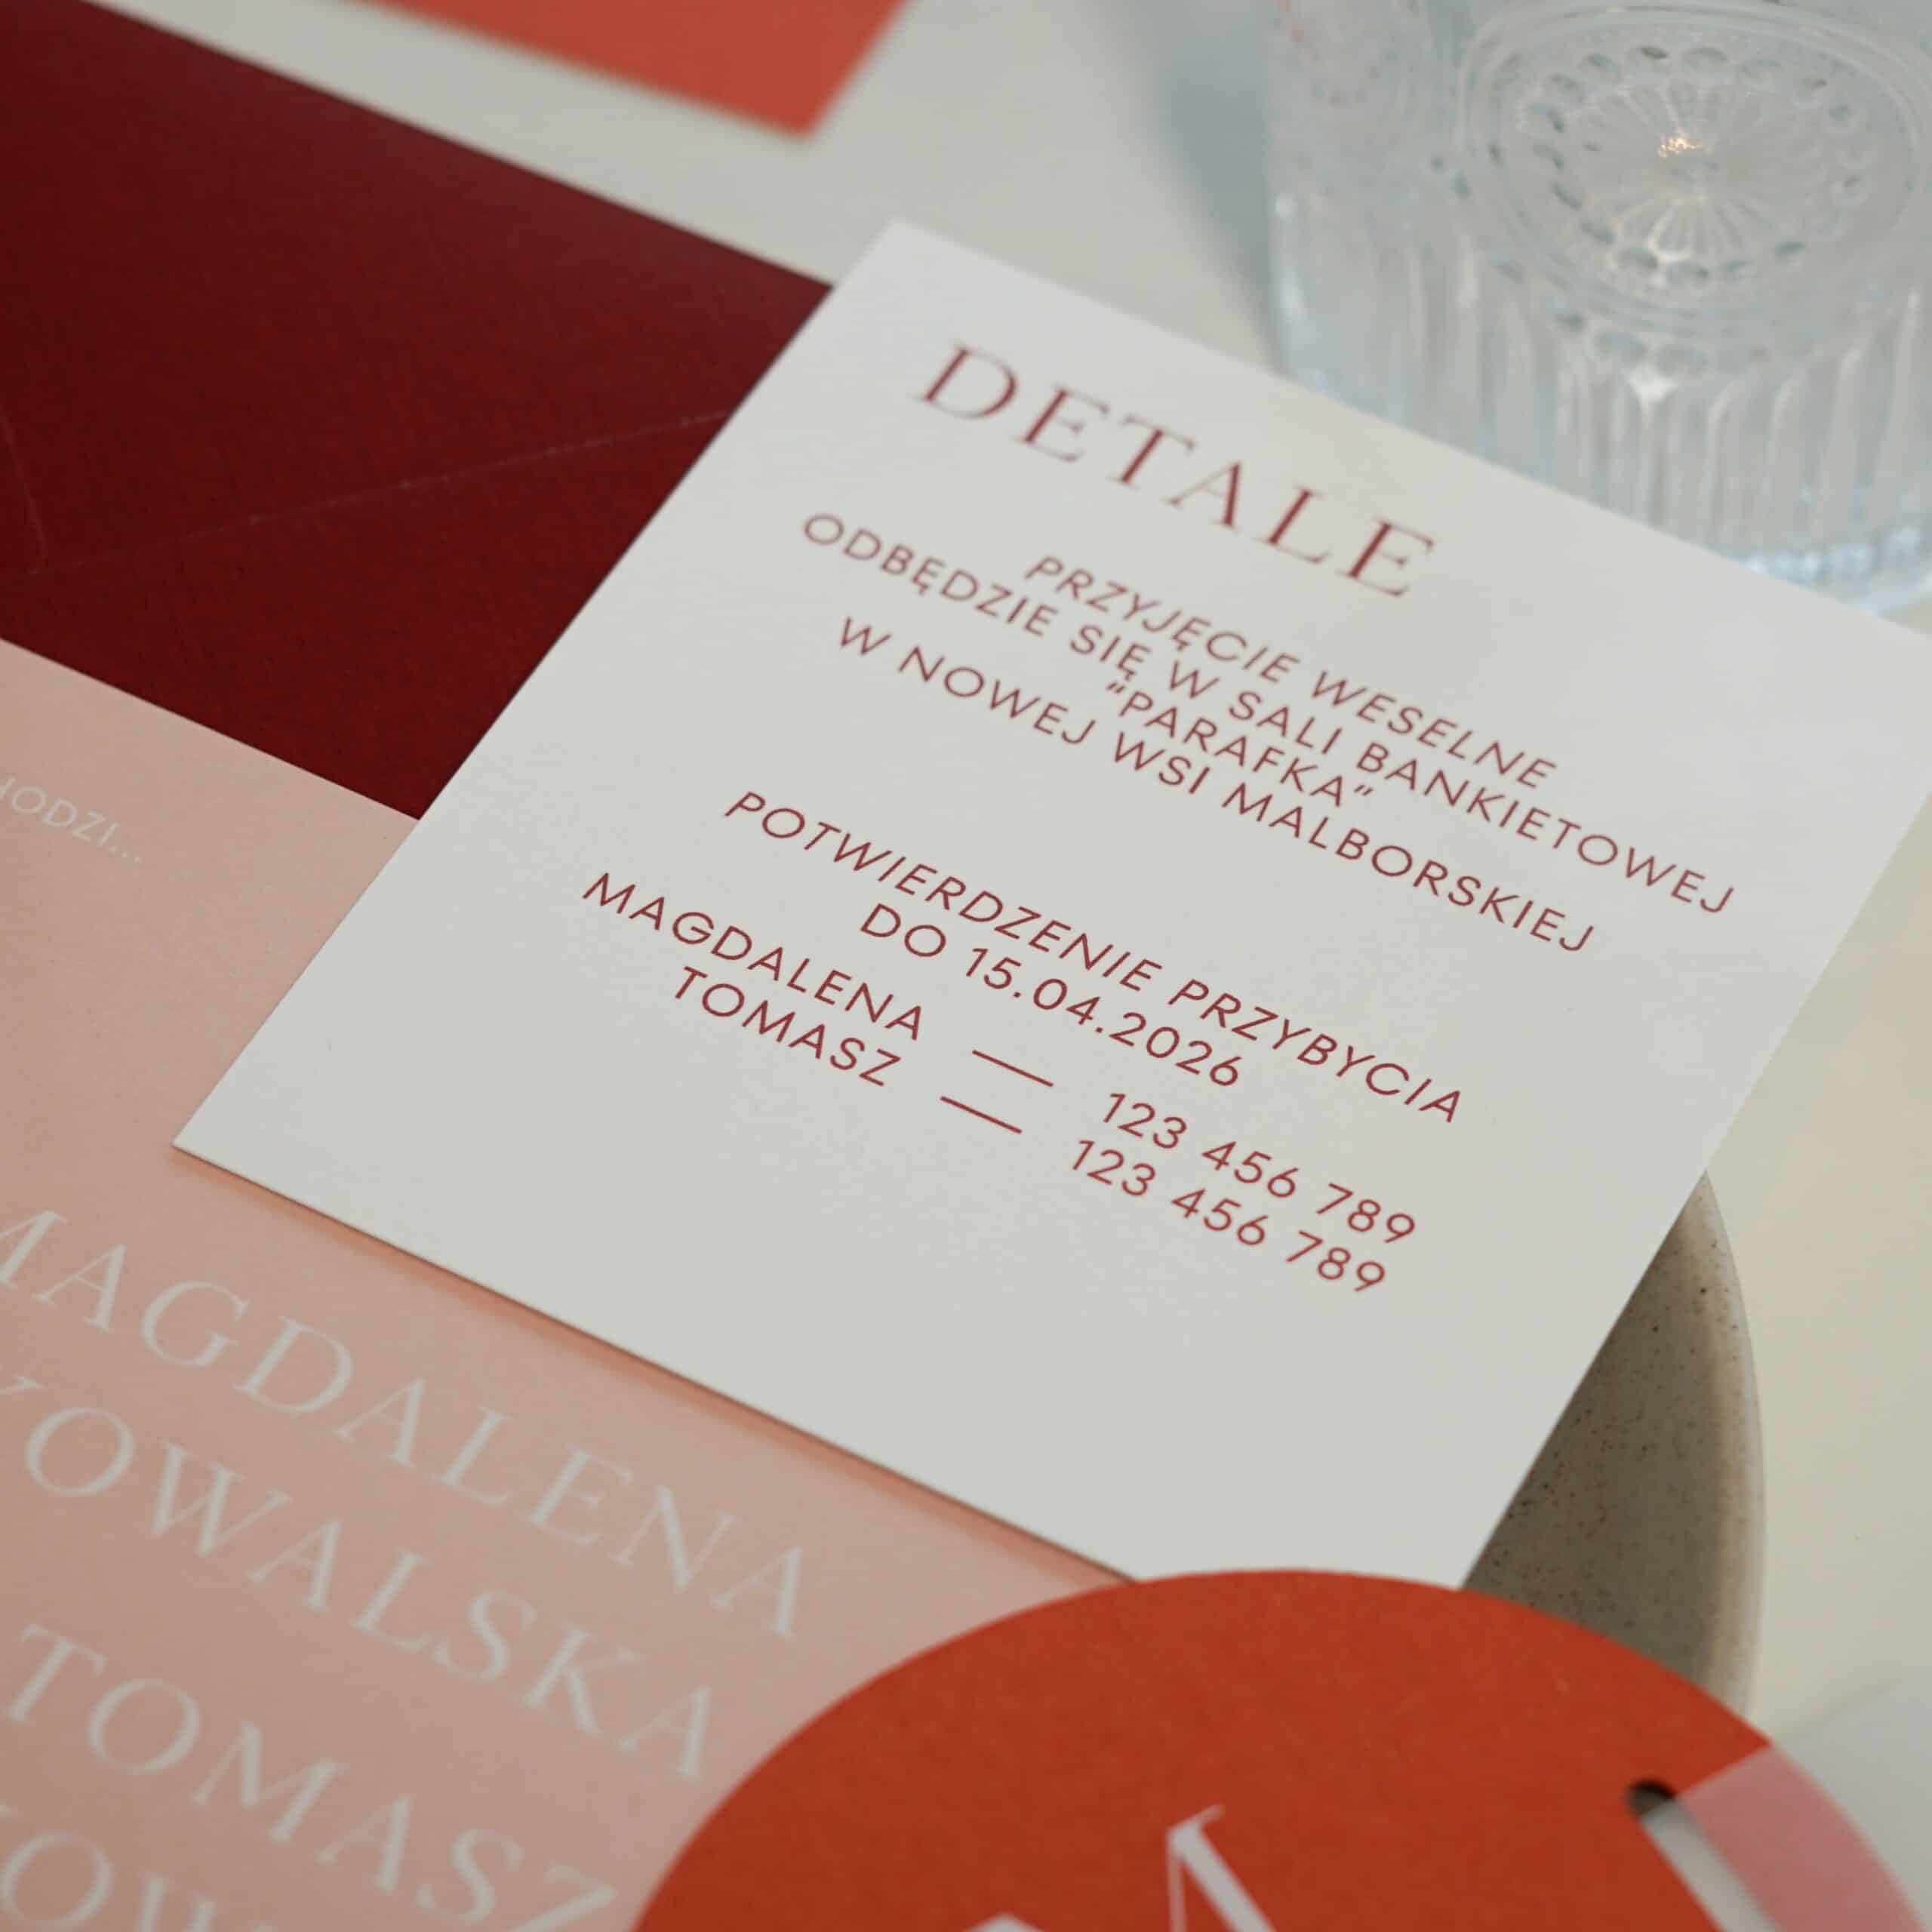 DETALE
PRZYJĘCIE WESELNE
ODBĘDZIE SIĘ W SALI BANKIETOWEJ
“PARAFKA”
W NOWEJ WSI MALBORSKIEJ
POTWIERDZENIE PRZYBYCIA
DO 15.04.2026
MAGDALENA — 123 456 789
TOMASZ — 123 456 789
MAGDALENA
KOWALSKA
TOMASZ